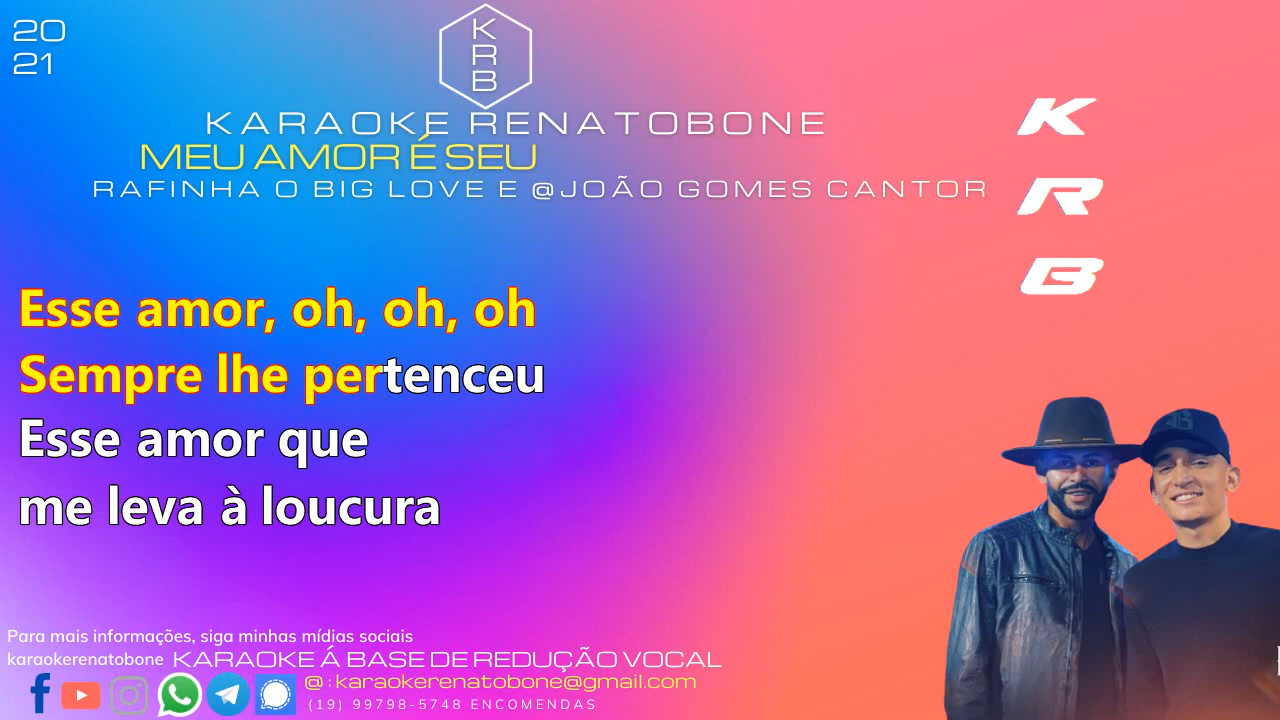 20
21
K
R
B
KARAOKE RENATOBONE
MEU AMOR É SEU
RAFINHA O BIG LOVE E @JOÃO GOMES CANTOR
K
R
B
Esse amor, oh, oh, oh
Sempre lhe pertenceu
Esse amor que
me leva à loucura
Para mais informações, siga minhas mídias sociais
karaokerenatobone KARAOKE Á BASE DE REDUÇÃO VOCAL
@ : karaokerenatobone@gmail.com
(19) 99798-5748 ENCOMENDAS